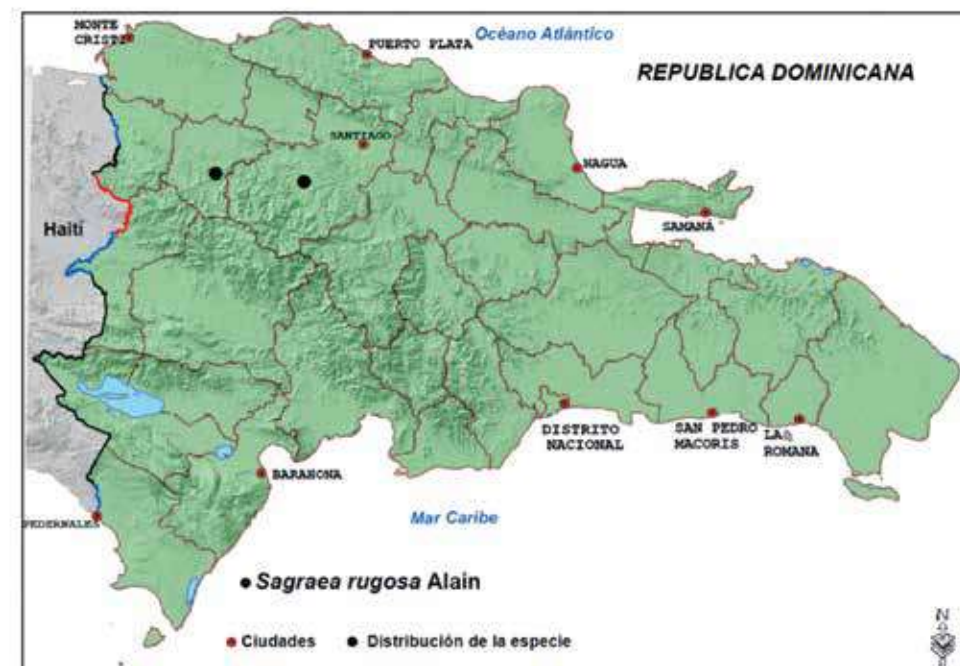 MONTE
CRISTI
PUERTO PLATA
Océano Atlántico
REPUBLICA DOMINICANA
SANTIAGO
NAGUA
SAMANÁ
Haití
DISTRITO
NACIONAL
SAN PEDRO
MACORIS
LA
ROMANA
BARAHONA
PEDERNALES
Mar Caribe
Sagraea rugosa Alain
Ciudades
Distribución de la especie
N